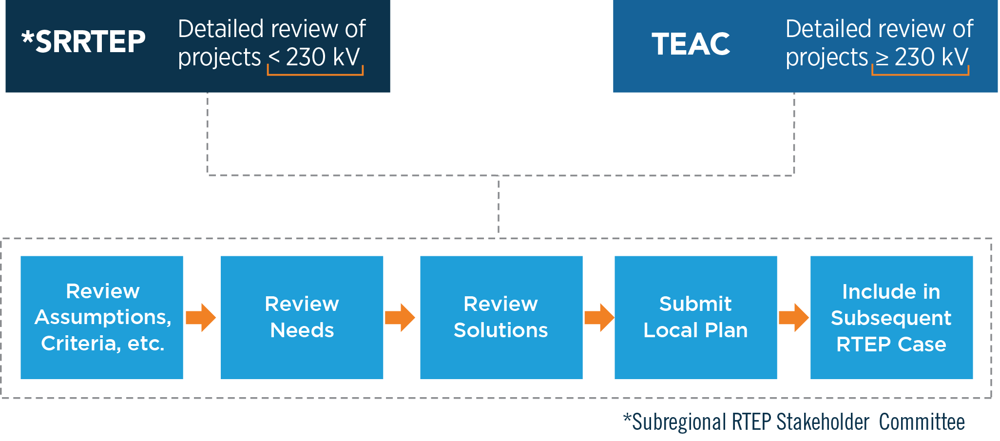 *SRRTEP
Detailed review of
projects < 230 kV
TEAC
Detailed review of
projects ≥ 230 kV
Review
Assumptions,
Criteria, etc.
Review
Needs
Review
Solutions
Submit
Local Plan
Include in
Subsequent
RTEP Case
*Subregional RTEP Stakeholder Committee